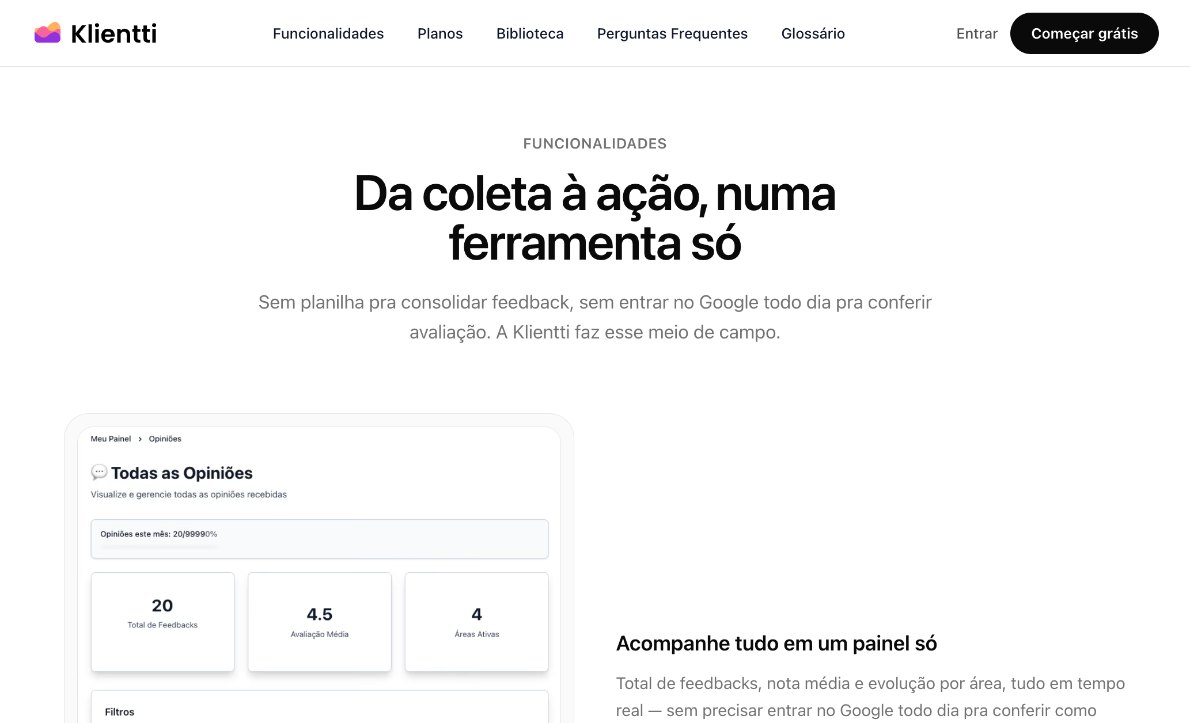 Klientti
Funcionalidades
Planos
Biblioteca
Perguntas Frequentes
Glossário
Entrar
Começar grátis
FUNCIONALIDADES
Da coleta à ação, numa
ferramenta só
Sem planilha pra consolidar feedback, sem entrar no Google todo dia pra conferir
avaliação. A Klientti faz esse meio de campo.
Meu Painel › Opiniões
Todas as Opiniões
Visualize e gerencie todas as opiniões recebidas
Opiniões este mês: 20/99990%
20
Total de Feedbacks
4.5
Avaliação Média
4
Áreas Ativas
Filtros
Acompanhe tudo em um painel só
Total de feedbacks, nota média e evolução por área, tudo em tempo
real — sem precisar entrar no Google todo dia pra conferir como